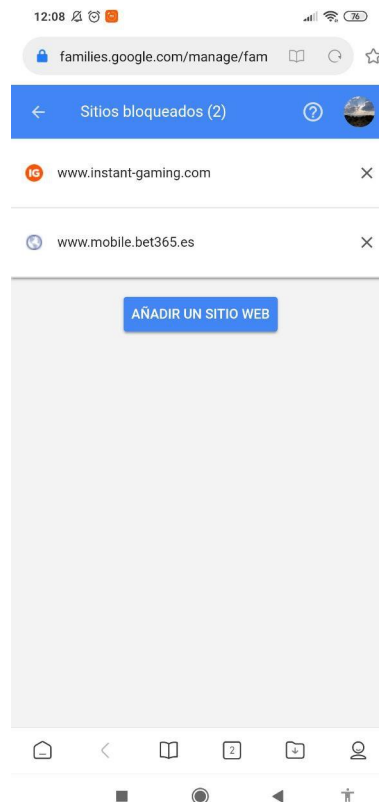 12:08
76
families.google.com/manage/fam
Sitios bloqueados (2)
IG www.instant-gaming.com
www.mobile.bet365.es
AÑADIR UN SITIO WEB
2